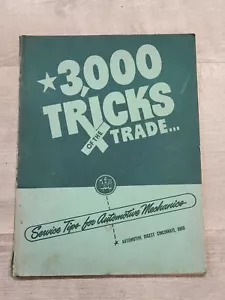 ★3,000
TRICKS
OF THE
TRADE...
Service Tips for Automotive Mechanics
★ AUTOMOTIVE DIGEST, CINCINNATI, OHIO